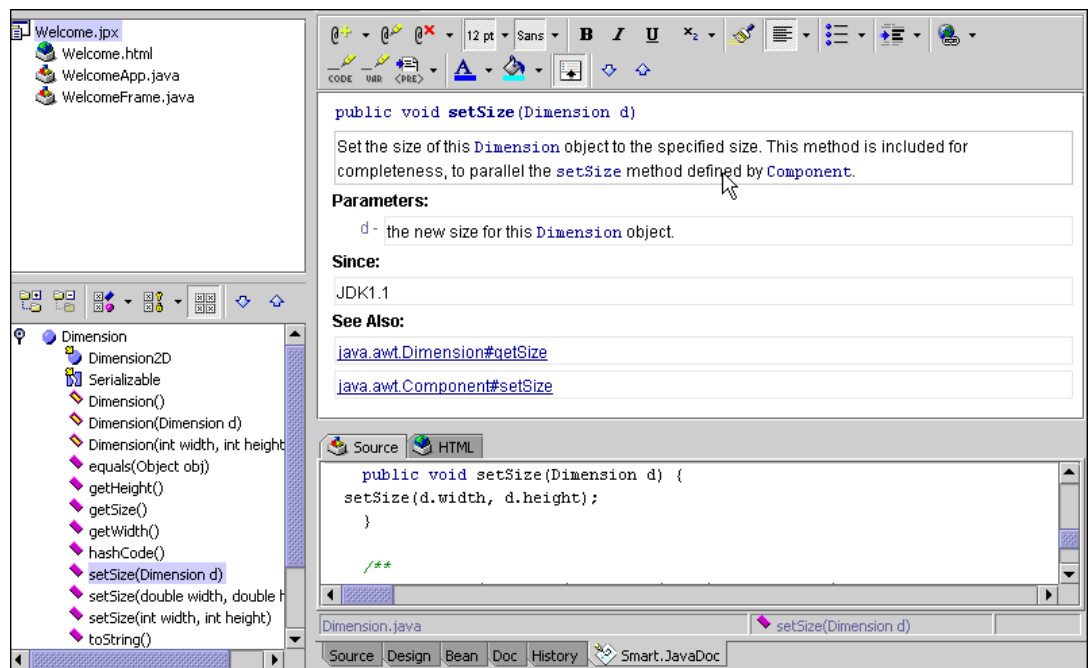 Welcome.jpx
Welcome.html
WelcomeApp.java
WelcomeFrame.java
12 pt Sans B I U x₂
CODE VAR <PRE> A
public void setSize(Dimension d)
Set the size of this Dimension object to the specified size. This method is included for
completeness, to parallel the setSize method defined by Component.
Parameters:
d - the new size for this Dimension object.
Since:
JDK1.1
See Also:
java.awt.Dimension#getSize
java.awt.Component#setSize
Dimension
Dimension2D
Serializable
Dimension()
Dimension(Dimension d)
Dimension(int width, int height
equals(Object obj)
getHeight()
getSize()
getWidth()
hashCode()
setSize(Dimension d)
setSize(double width, double h
setSize(int width, int height)
toString()
Source HTML
public void setSize(Dimension d) {
setSize(d.width, d.height);
}
/**
Dimension.java setSize(Dimension d)
Source Design Bean Doc History Smart.JavaDoc